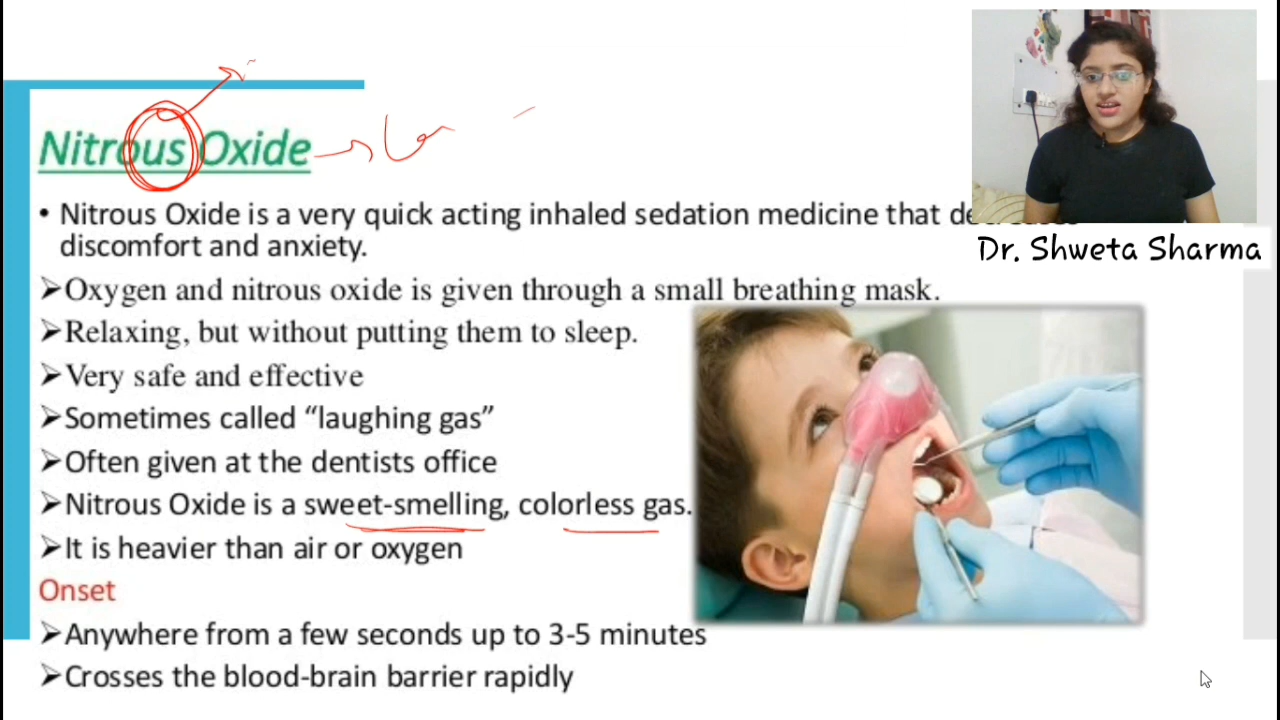 Nitrous Oxide
• Nitrous Oxide is a very quick acting inhaled sedation medicine that
discomfort and anxiety.
➤Oxygen and nitrous oxide is given through a small breathing mask.
➤Relaxing, but without putting them to sleep.
➤Very safe and effective
➤Sometimes called “laughing gas”
➤Often given at the dentists office
➤Nitrous Oxide is a sweet-smelling, colorless gas.
➤It is heavier than air or oxygen
Onset
➤Anywhere from a few seconds up to 3-5 minutes
➤Crosses the blood-brain barrier rapidly
Dr. Shweta Sharma